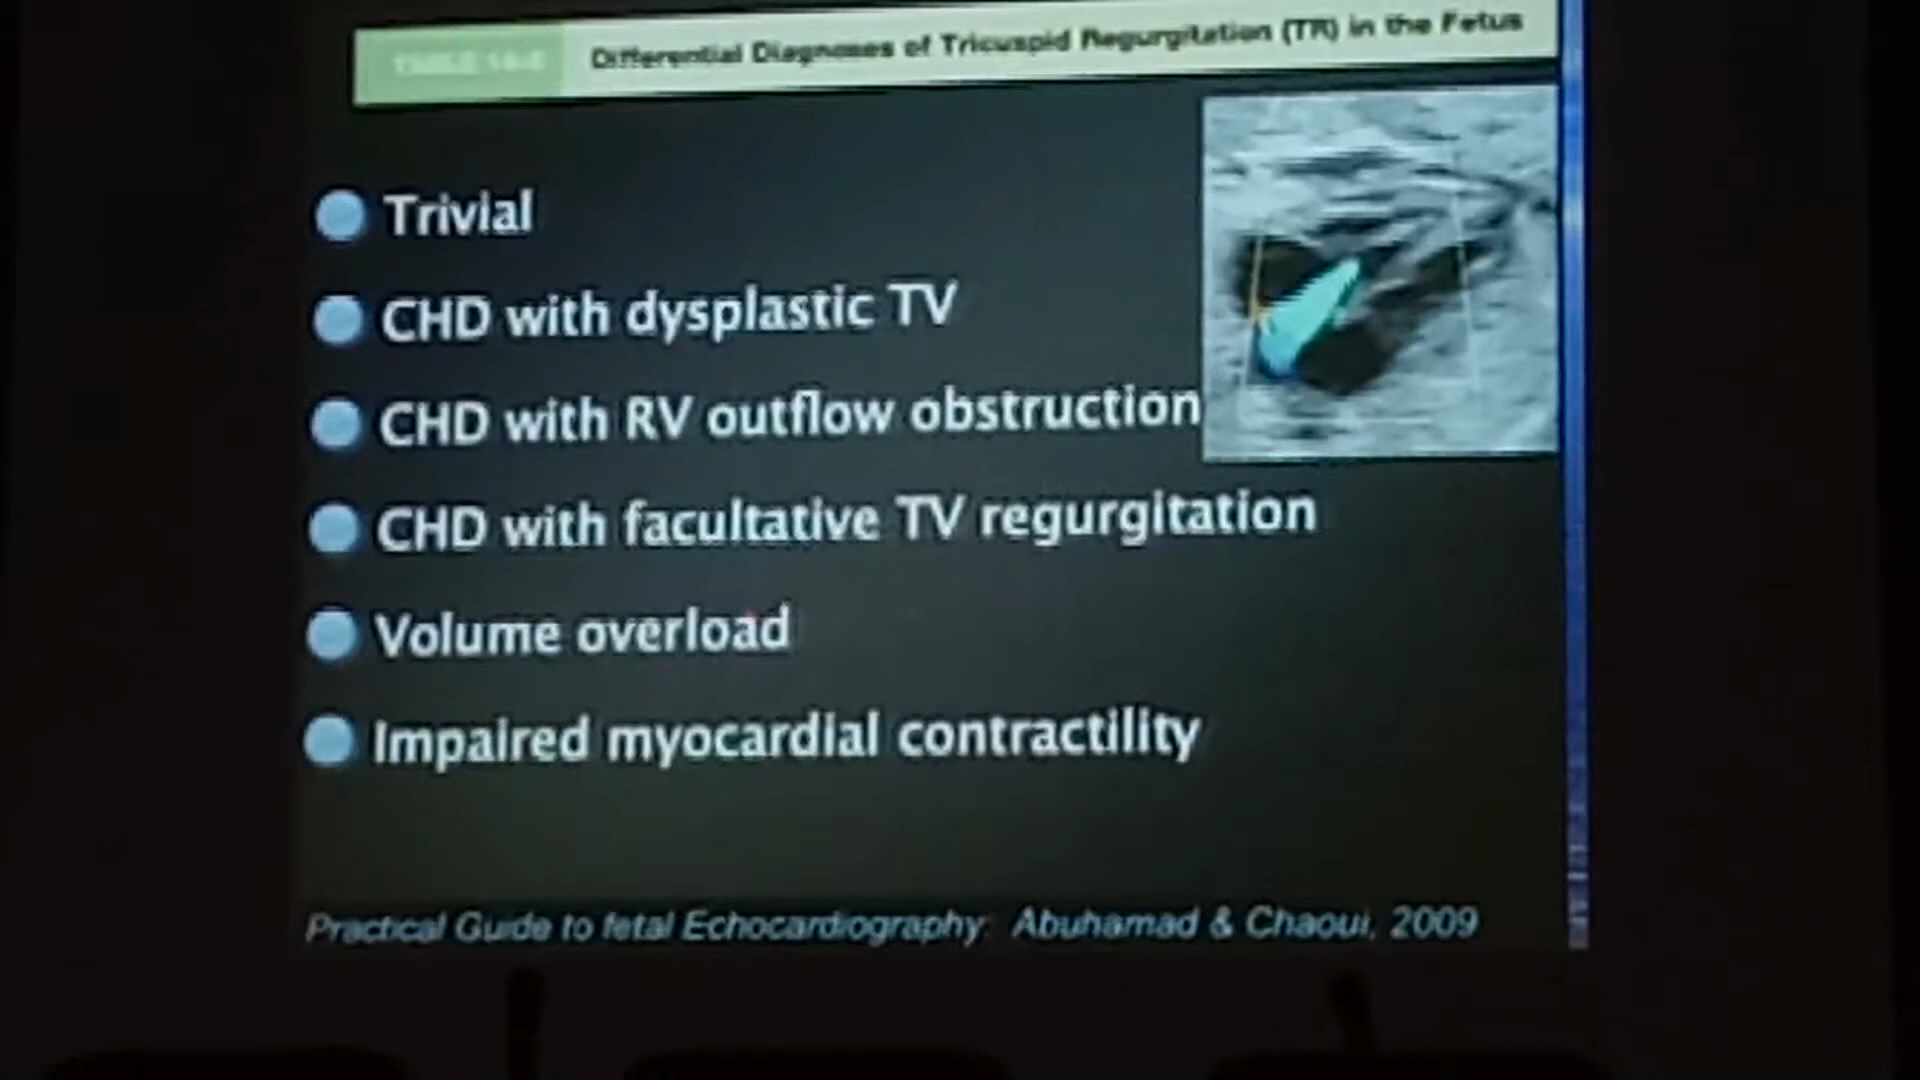 Differential Diagnoses of Tricuspid Regurgitation (TR) in the Fetus
Trivial
CHD with dysplastic TV
CHD with RV outflow obstruction
CHD with facultative TV regurgitation
Volume overload
Impaired myocardial contractility
Practical Guide to fetal Echocardiography: Abuhamad & Chaoui, 2009